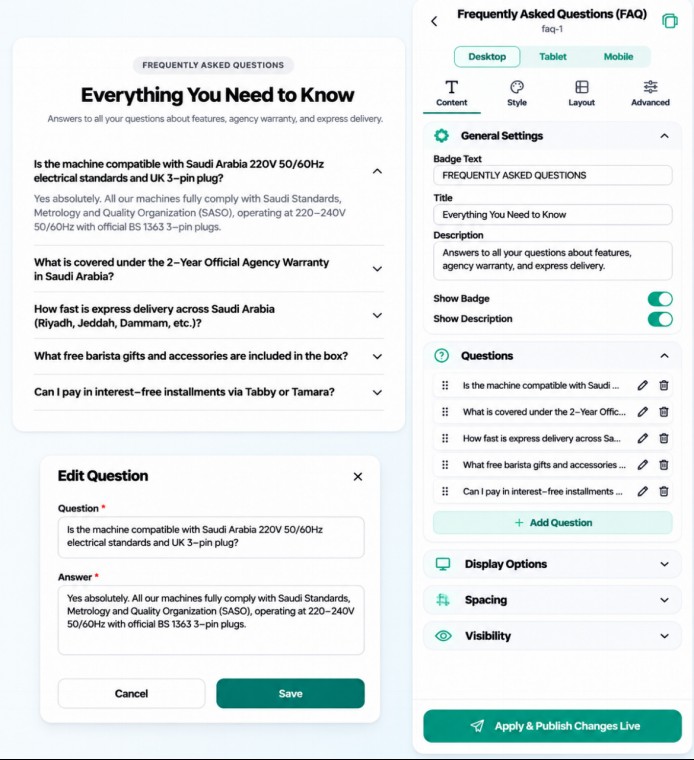 FREQUENTLY ASKED QUESTIONS
Everything You Need to Know
Answers to all your questions about features, agency warranty, and express delivery.
Is the machine compatible with Saudi Arabia 220V 50/60Hz
electrical standards and UK 3–pin plug?
Yes absolutely. All our machines fully comply with Saudi Standards,
Metrology and Quality Organization (SASO), operating at 220–240V
50/60Hz with official BS 1363 3–pin plugs.
What is covered under the 2–Year Official Agency Warranty
in Saudi Arabia?
How fast is express delivery across Saudi Arabia
(Riyadh, Jeddah, Dammam, etc.)?
What free barista gifts and accessories are included in the box?
Can I pay in interest–free installments via Tabby or Tamara?
Edit Question
Question *
Is the machine compatible with Saudi Arabia 220V 50/60Hz
electrical standards and UK 3–pin plug?
Answer *
Yes absolutely. All our machines fully comply with Saudi Standards,
Metrology and Quality Organization (SASO), operating at 220–240V
50/60Hz with official BS 1363 3–pin plugs.
Cancel
Save
Frequently Asked Questions (FAQ)
faq-1
Desktop
Tablet
Mobile
Content
Style
Layout
Advanced
General Settings
Badge Text
FREQUENTLY ASKED QUESTIONS
Title
Everything You Need to Know
Description
Answers to all your questions about features,
agency warranty, and express delivery.
Show Badge
Show Description
Questions
Is the machine compatible with Saudi ...
What is covered under the 2–Year Offic...
How fast is express delivery across Sa...
What free barista gifts and accessories ...
Can I pay in interest–free installments ...
+ Add Question
Display Options
Spacing
Visibility
Apply & Publish Changes Live